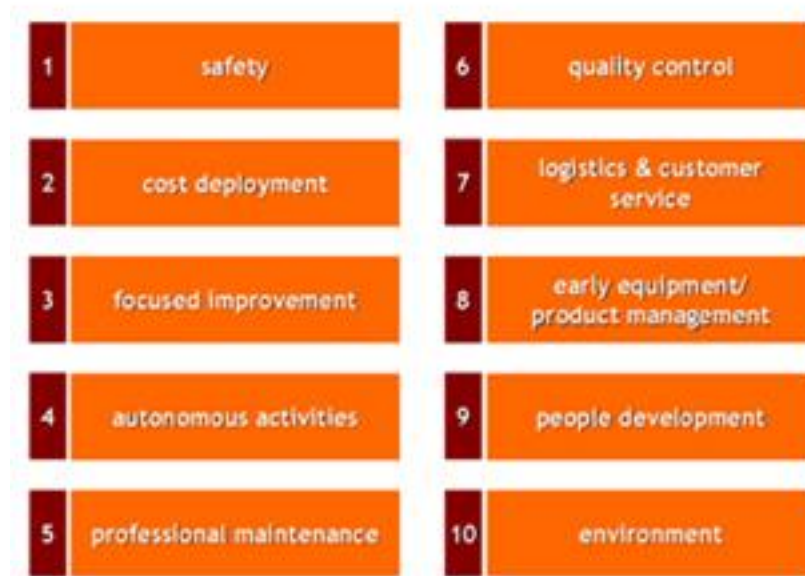 1 safety
2 cost deployment
3 focused improvement
4 autonomous activities
5 professional maintenance
6 quality control
7 logistics & customer
service
8 early equipment/
product management
9 people development
10 environment